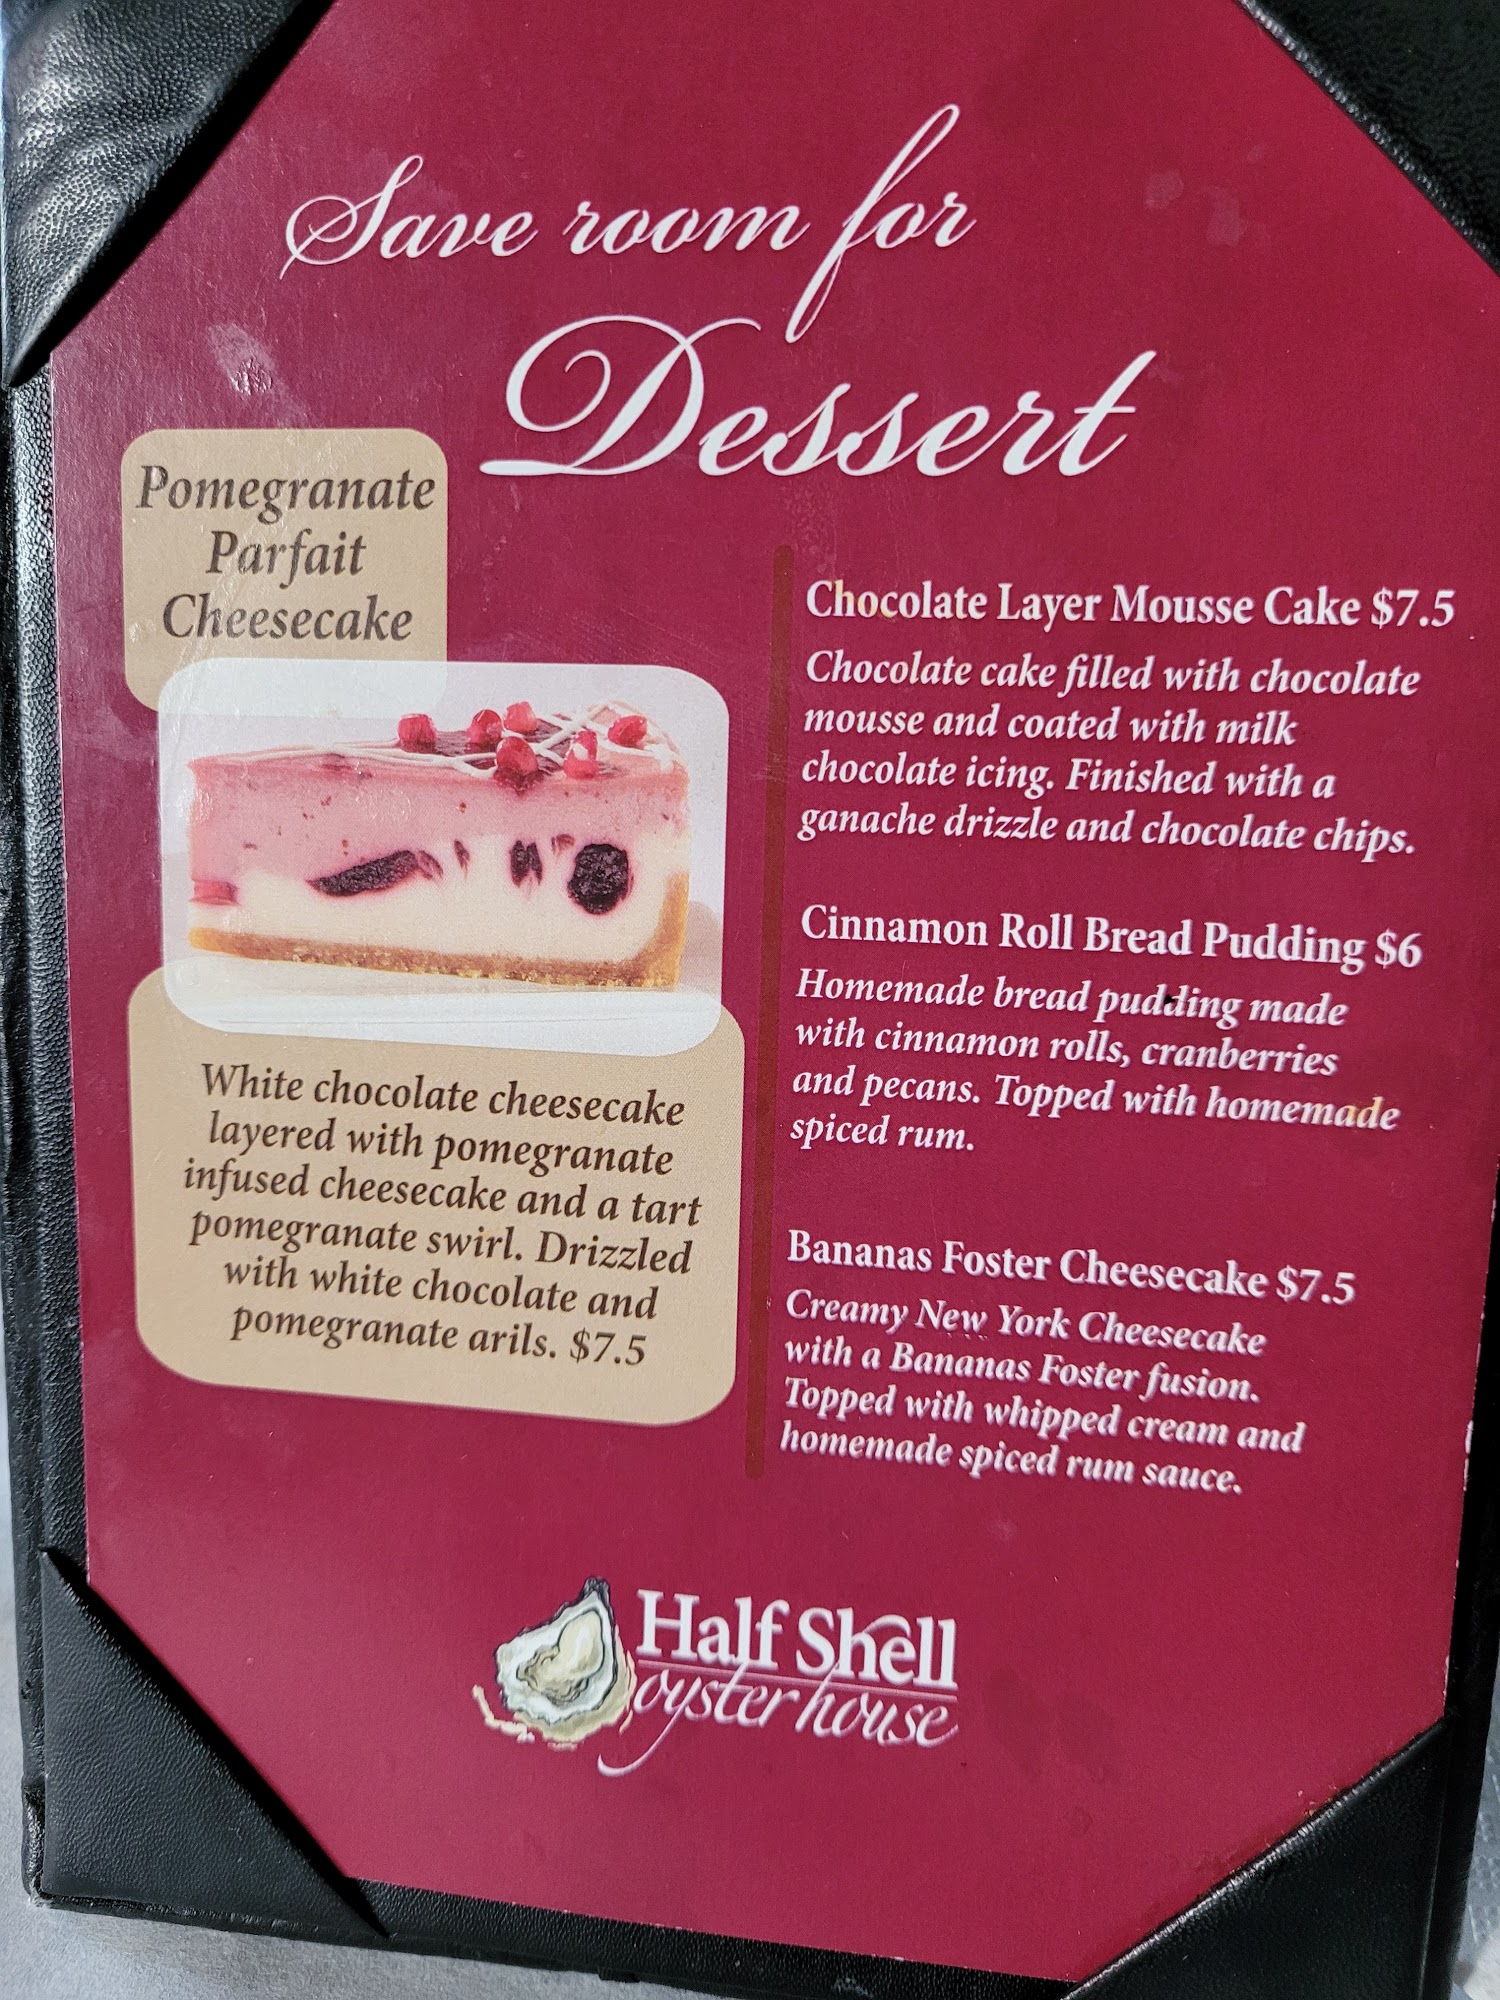 Save room for
Dessert
Pomegranate
Parfait
Cheesecake
White chocolate cheesecake
layered with pomegranate
infused cheesecake and a tart
pomegranate swirl. Drizzled
with white chocolate and
pomegranate arils. $7.5
Chocolate Layer Mousse Cake $7.5
Chocolate cake filled with chocolate
mousse and coated with milk
chocolate icing. Finished with a
ganache drizzle and chocolate chips.
Cinnamon Roll Bread Pudding $6
Homemade bread pudding made
with cinnamon rolls, cranberries
and pecans. Topped with homemade
spiced rum.
Bananas Foster Cheesecake $7.5
Creamy New York Cheesecake
with a Bananas Foster fusion.
Topped with whipped cream and
homemade spiced rum sauce.
Half Shell
oyster house